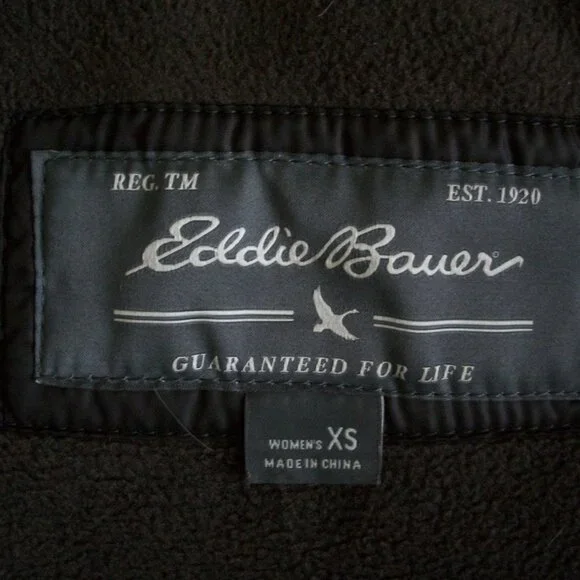 REG. TM
EST. 1920
Eddie Bauer
GUARANTEED FOR LIFE
WOMEN'S XS
MADE IN CHINA